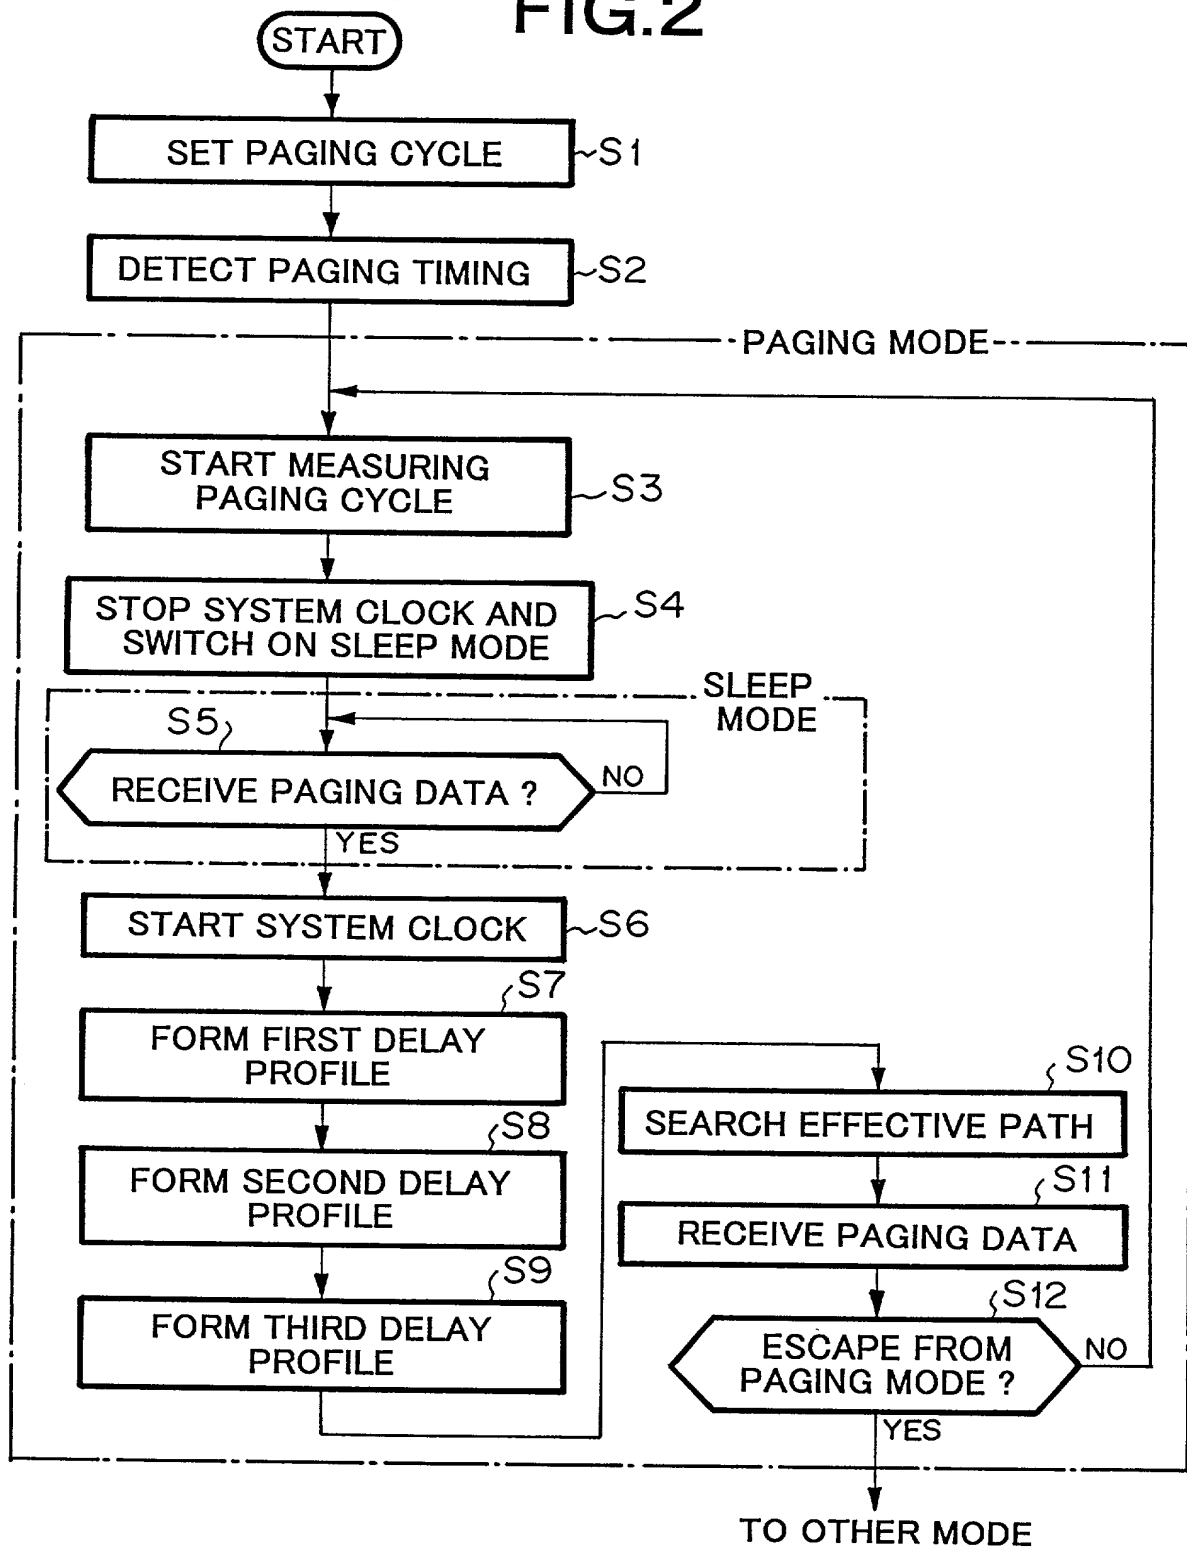 FIG.2
START
SET PAGING CYCLE
S1
DETECT PAGING TIMING
S2
PAGING MODE
START MEASURING
PAGING CYCLE
S3
STOP SYSTEM CLOCK AND
SWITCH ON SLEEP MODE
S4
SLEEP
MODE
S5
RECEIVE PAGING DATA ?
NO
YES
START SYSTEM CLOCK
S6
S7
FORM FIRST DELAY
PROFILE
S8
FORM SECOND DELAY
PROFILE
S9
FORM THIRD DELAY
PROFILE
S10
SEARCH EFFECTIVE PATH
S11
RECEIVE PAGING DATA
S12
ESCAPE FROM
PAGING MODE ?
NO
YES
TO OTHER MODE